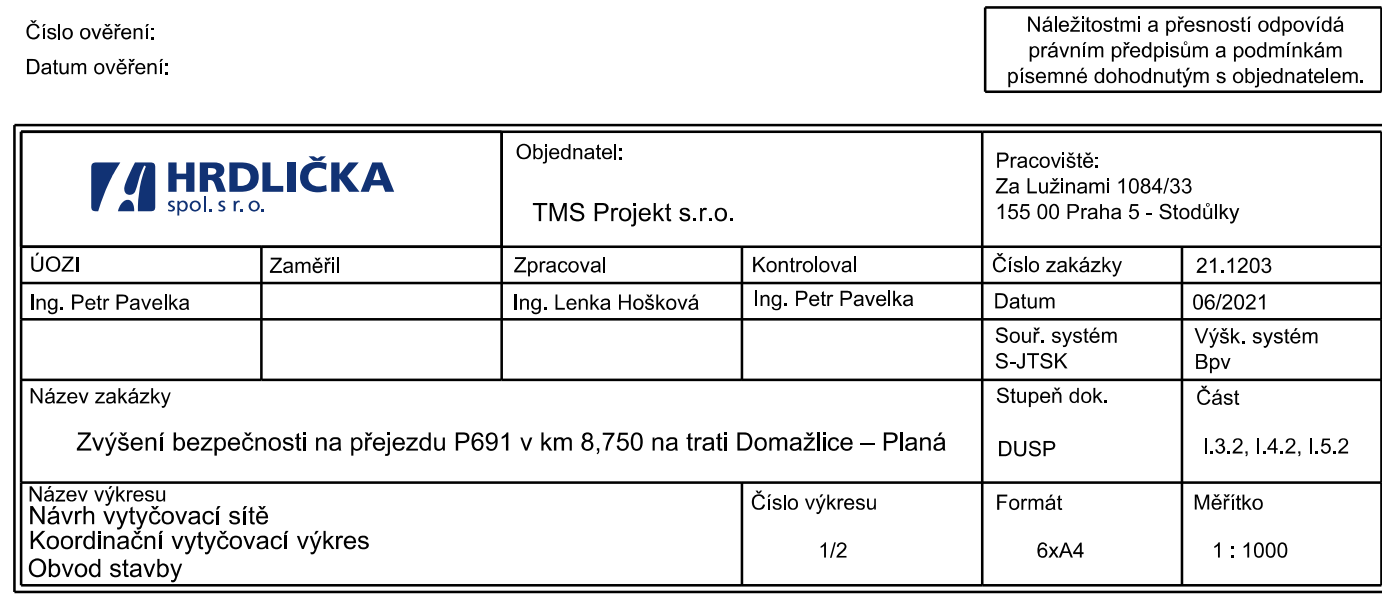 Číslo ověření:
Datum ověření:
Náležitostmi a přesností odpovídá
právním předpisům a podmínkám
písemné dohodnutým s objednatelem.
HRDLIČKA
spol. s r. o.
Objednatel:
TMS Projekt s.r.o.
Pracoviště:
Za Lužinami 1084/33
155 00 Praha 5 - Stodůlky
ÚOZI
Zaměřil
Zpracoval
Kontroloval
Číslo zakázky
21.1203
Ing. Petr Pavelka
Ing. Lenka Hošková
Ing. Petr Pavelka
Datum
06/2021
Souř. systém
S-JTSK
Výšk. systém
Bpv
Název zakázky
Zvýšení bezpečnosti na přejezdu P691 v km 8,750 na trati Domažlice – Planá
Stupeň dok.
DUSP
Část
I.3.2, I.4.2, I.5.2
Název výkresu
Návrh vytyčovací sítě
Koordinační vytyčovací výkres
Obvod stavby
Číslo výkresu
1/2
Formát
6xA4
Měřítko
1 : 1000